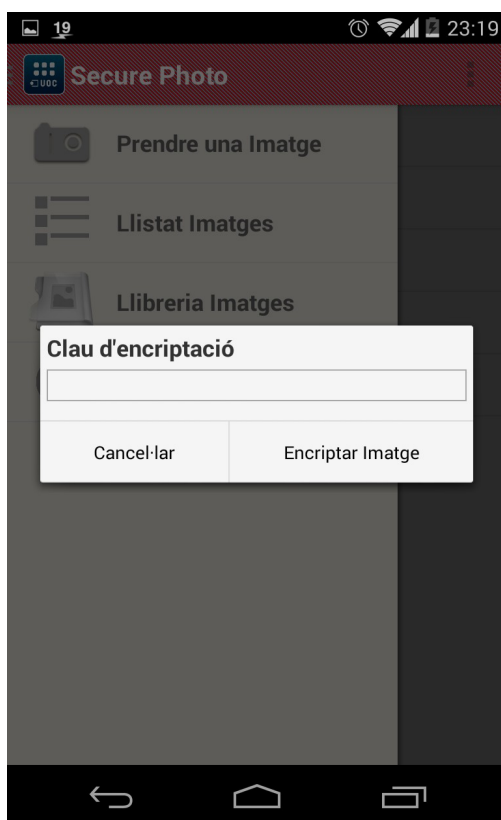 19
23:19
UOC
Secure Photo
Prendre una Imatge
Llistat Imatges
Llibreria Imatges
Clau d'encriptació
Cancel·lar
Encriptar Imatge